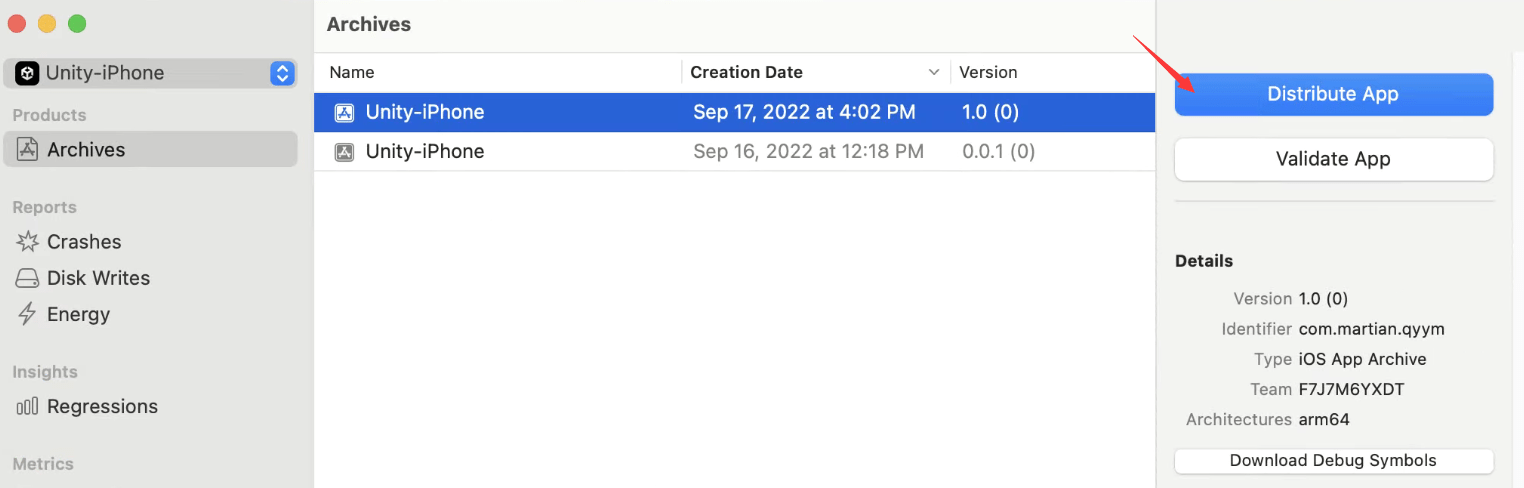 Unity-iPhone
Products
Archives
Reports
Crashes
Disk Writes
Energy
Insights
Regressions
Metrics
Archives
Name Creation Date Version
Unity-iPhone Sep 17, 2022 at 4:02 PM 1.0 (0)
Unity-iPhone Sep 16, 2022 at 12:18 PM 0.0.1 (0)
Distribute App
Validate App
Details
Version 1.0 (0)
Identifier com.martian.qyym
Type iOS App Archive
Team F7J7M6YXDT
Architectures arm64
Download Debug Symbols